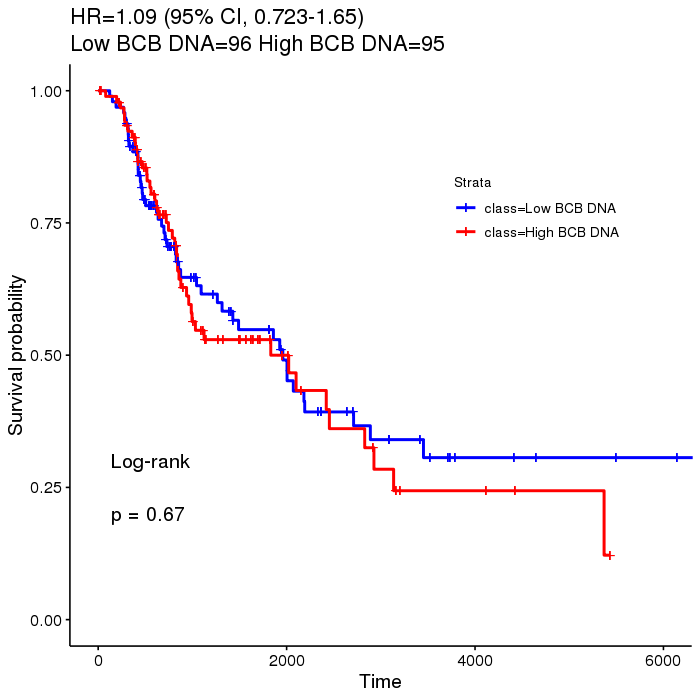 HR=1.09 (95% CI, 0.723-1.65)
Low BCB DNA=96 High BCB DNA=95
1.00
0.75
0.50
0.25
0.00
Survival probability
Strata
class=Low BCB DNA
class=High BCB DNA
Log-rank
p = 0.67
0
2000
4000
6000
Time